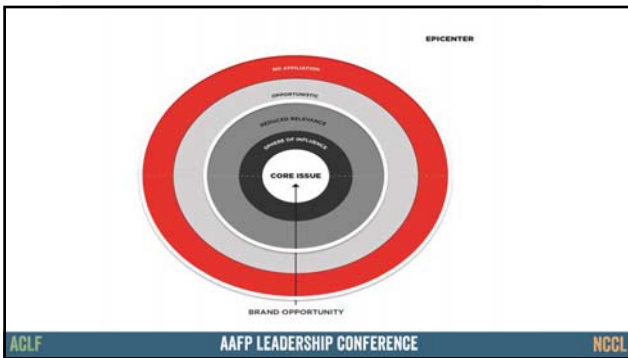 EPICENTER
NO AFFILIATION
OPPORTUNISTIC
REDUCED RELEVANCE
SPHERE OF INFLUENCE
CORE ISSUE
BRAND OPPORTUNITY
ACLF AAFP LEADERSHIP CONFERENCE NCCL